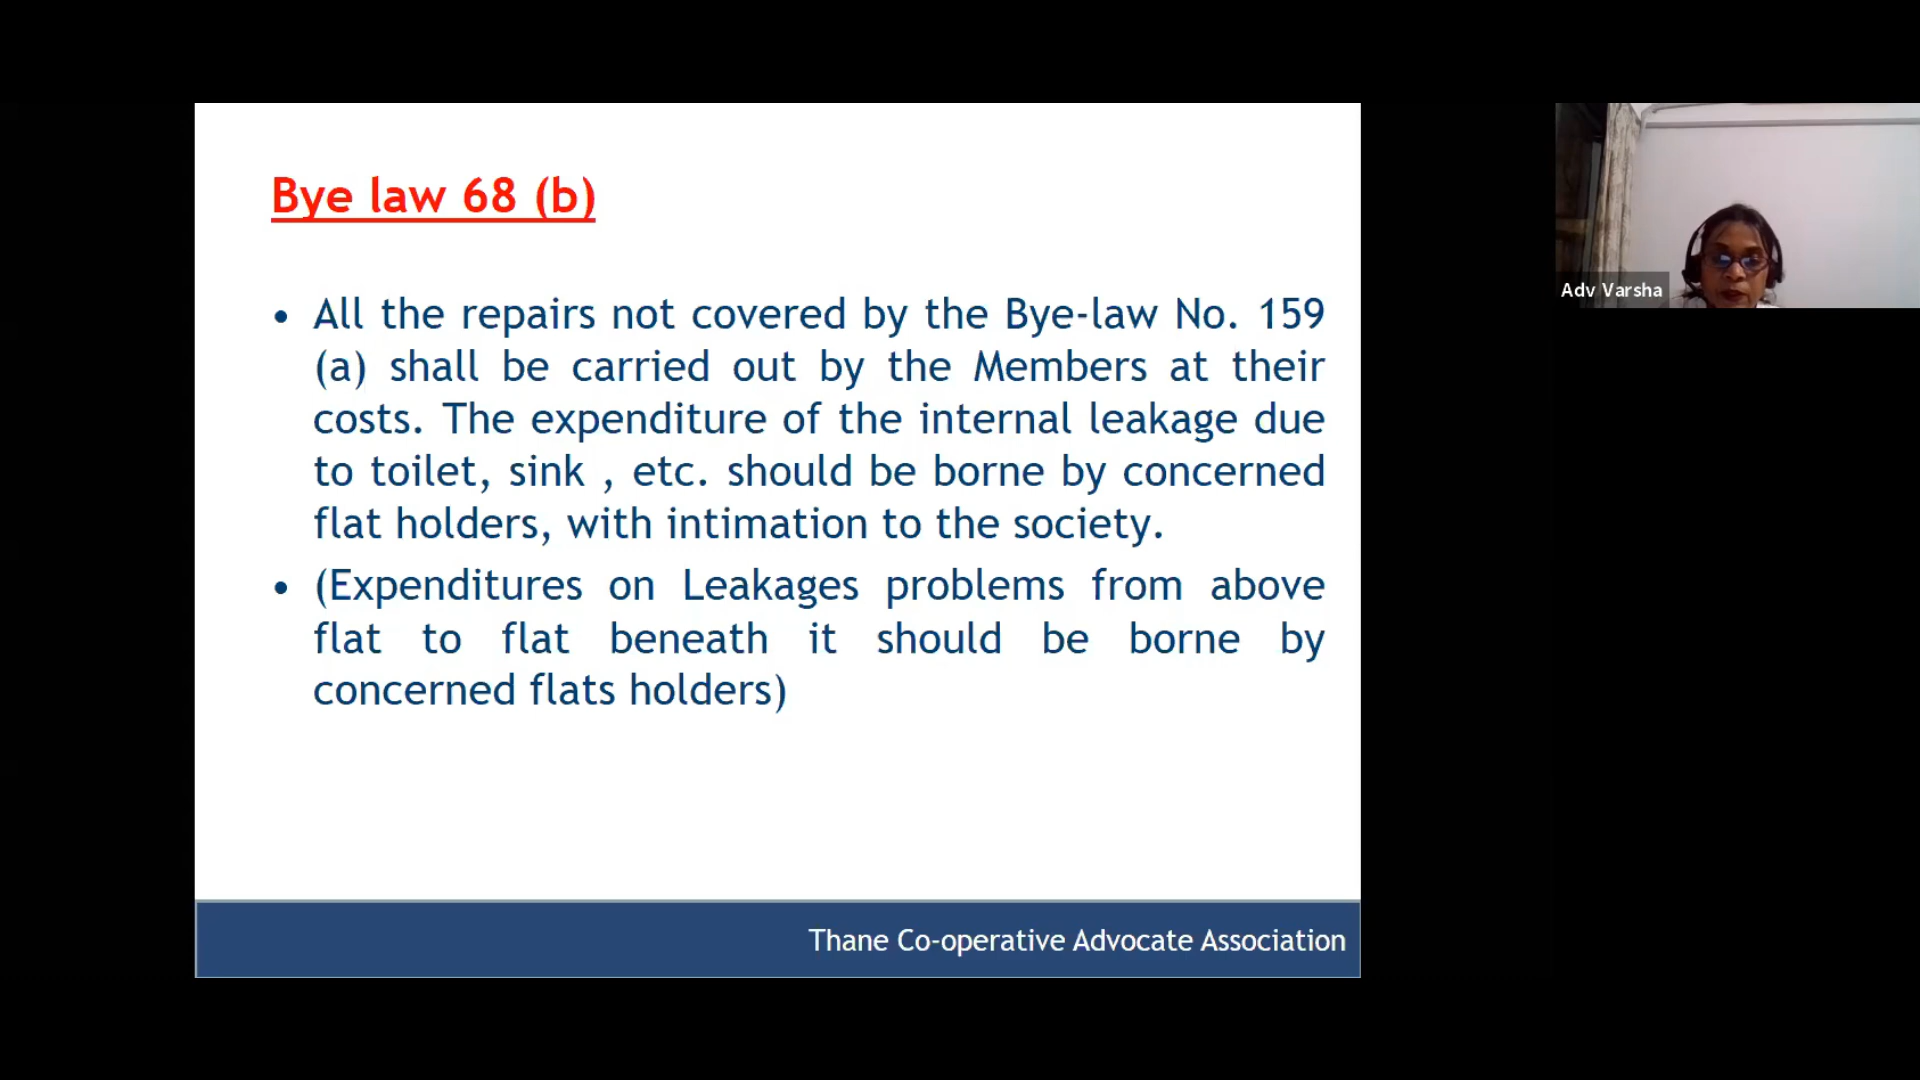 Bye law 68 (b)
• All the repairs not covered by the Bye-law No. 159
(a) shall be carried out by the Members at their
costs. The expenditure of the internal leakage due
to toilet, sink , etc. should be borne by concerned
flat holders, with intimation to the society.
• (Expenditures on Leakages problems from above
flat to flat beneath it should be borne by
concerned flats holders)
Thane Co-operative Advocate Association
Adv Varsha